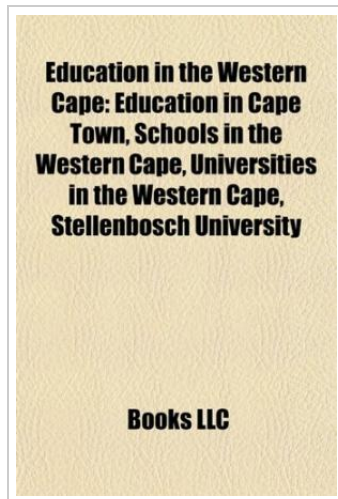 Education in the Western
Cape: Education in Cape
Town, Schools in the
Western Cape, Universities
in the Western Cape,
Stellenbosch University
Books LLC